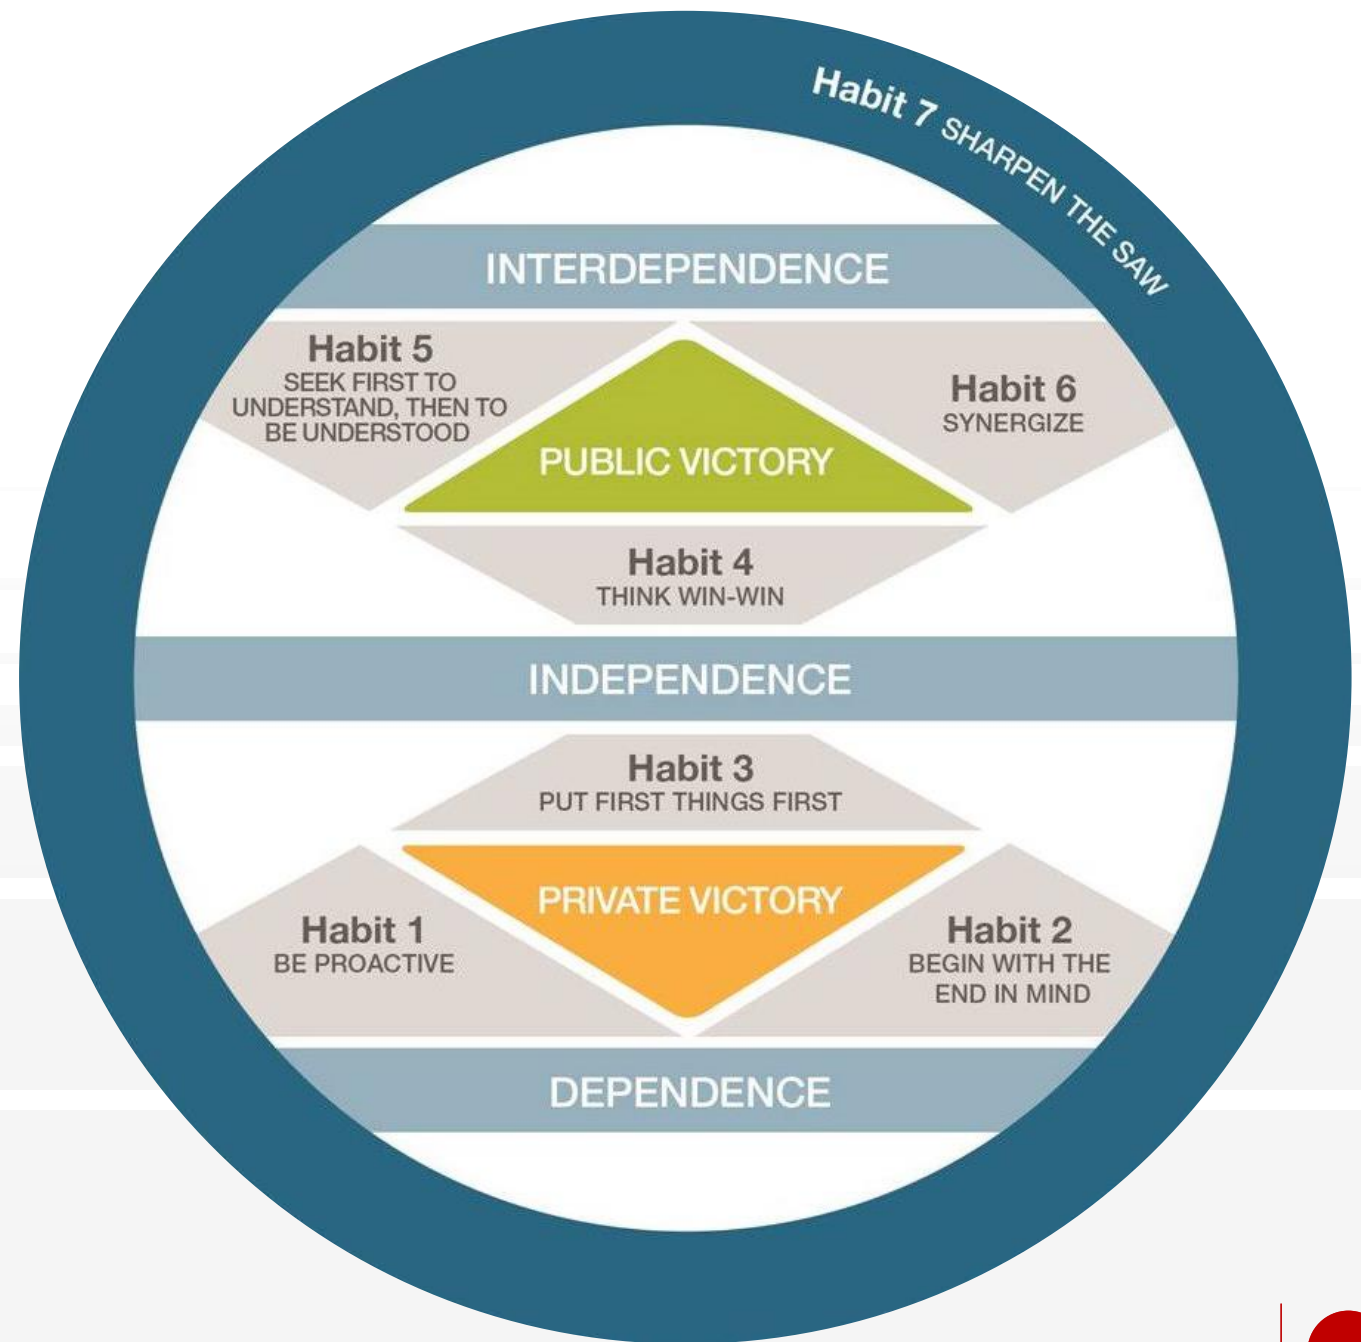 Habit 7 SHARPEN THE SAW
INTERDEPENDENCE
Habit 5
SEEK FIRST TO
UNDERSTAND, THEN TO
BE UNDERSTOOD
Habit 6
SYNERGIZE
PUBLIC VICTORY
Habit 4
THINK WIN-WIN
INDEPENDENCE
Habit 3
PUT FIRST THINGS FIRST
PRIVATE VICTORY
Habit 1
BE PROACTIVE
Habit 2
BEGIN WITH THE
END IN MIND
DEPENDENCE